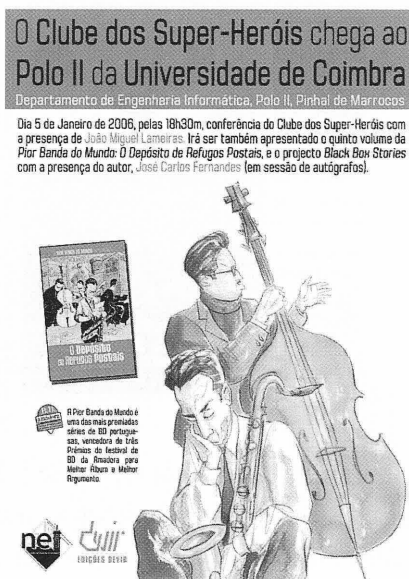 O Clube dos Super-Heróis chega ao
Polo II da Universidade de Coimbra
Departamento de Engenharia Informática, Polo II, Pinhal de Marrocos
Dia 5 de Janeiro de 2006, pelas 18h30m, conferência do Clube dos Super-Heróis com
a presença de João Miguel Lameiras. Irá ser também apresentado o quinto volume da
Pior Banda do Mundo: O Depósito de Refugos Postais, e o projecto Black Box Stories
com a presença do autor, José Carlos Fernandes (em sessão de autógrafos).
O Depósito
de Refugos Postais
A Pior Banda do Mundo é
uma das mais premiadas
séries de BD portugue-
sas, vencedora de três
Prémios do festival de
BD da Amadora para
Melhor Álbum e Melhor
Argumento.
nei
devir
EDIÇÕES DEVIR